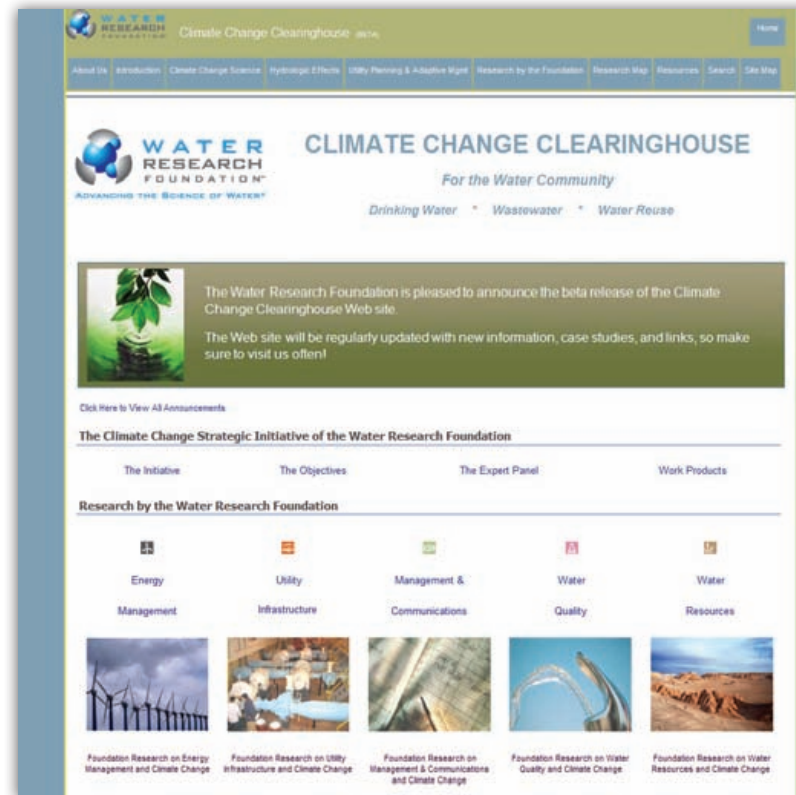 WATER
RESEARCH
FOUNDATION
Climate Change Clearinghouse (BETA)
Home
About Us Introduction Climate Change Science Hydrologic Effects Utility Planning & Adaptive Mgmt Research by the Foundation Research Map Resources Search Site Map
WATER
RESEARCH
FOUNDATION™
ADVANCING THE SCIENCE OF WATER®
CLIMATE CHANGE CLEARINGHOUSE
For the Water Community
Drinking Water * Wastewater * Water Reuse
The Water Research Foundation is pleased to announce the beta release of the Climate
Change Clearinghouse Web site.
The Web site will be regularly updated with new information, case studies, and links, so make
sure to visit us often!
Click Here to View All Announcements
The Climate Change Strategic Initiative of the Water Research Foundation
The Initiative The Objectives The Expert Panel Work Products
Research by the Water Research Foundation
Energy Utility Management & Water Water
Management Infrastructure Communications Quality Resources
Foundation Research on Energy Foundation Research on Utility Foundation Research on Foundation Research on Water Foundation Research on Water
Management and Climate Change Infrastructure and Climate Change Management & Communications Quality and Climate Change Resources and Climate Change
and Climate Change